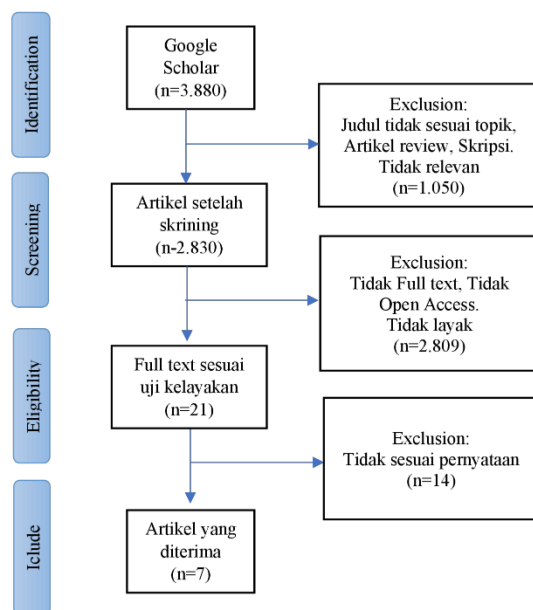 Identification
Google
Scholar
(n=3.880)
Exclusion:
Judul tidak sesuai topik,
Artikel review, Skripsi.
Tidak relevan
(n=1.050)
Screening
Artikel setelah
skrining
(n-2.830)
Exclusion:
Tidak Full text, Tidak
Open Access.
Tidak layak
(n=2.809)
Eligibility
Full text sesuai
uji kelayakan
(n=21)
Exclusion:
Tidak sesuai pernyataan
(n=14)
Iclude
Artikel yang
diterima
(n=7)